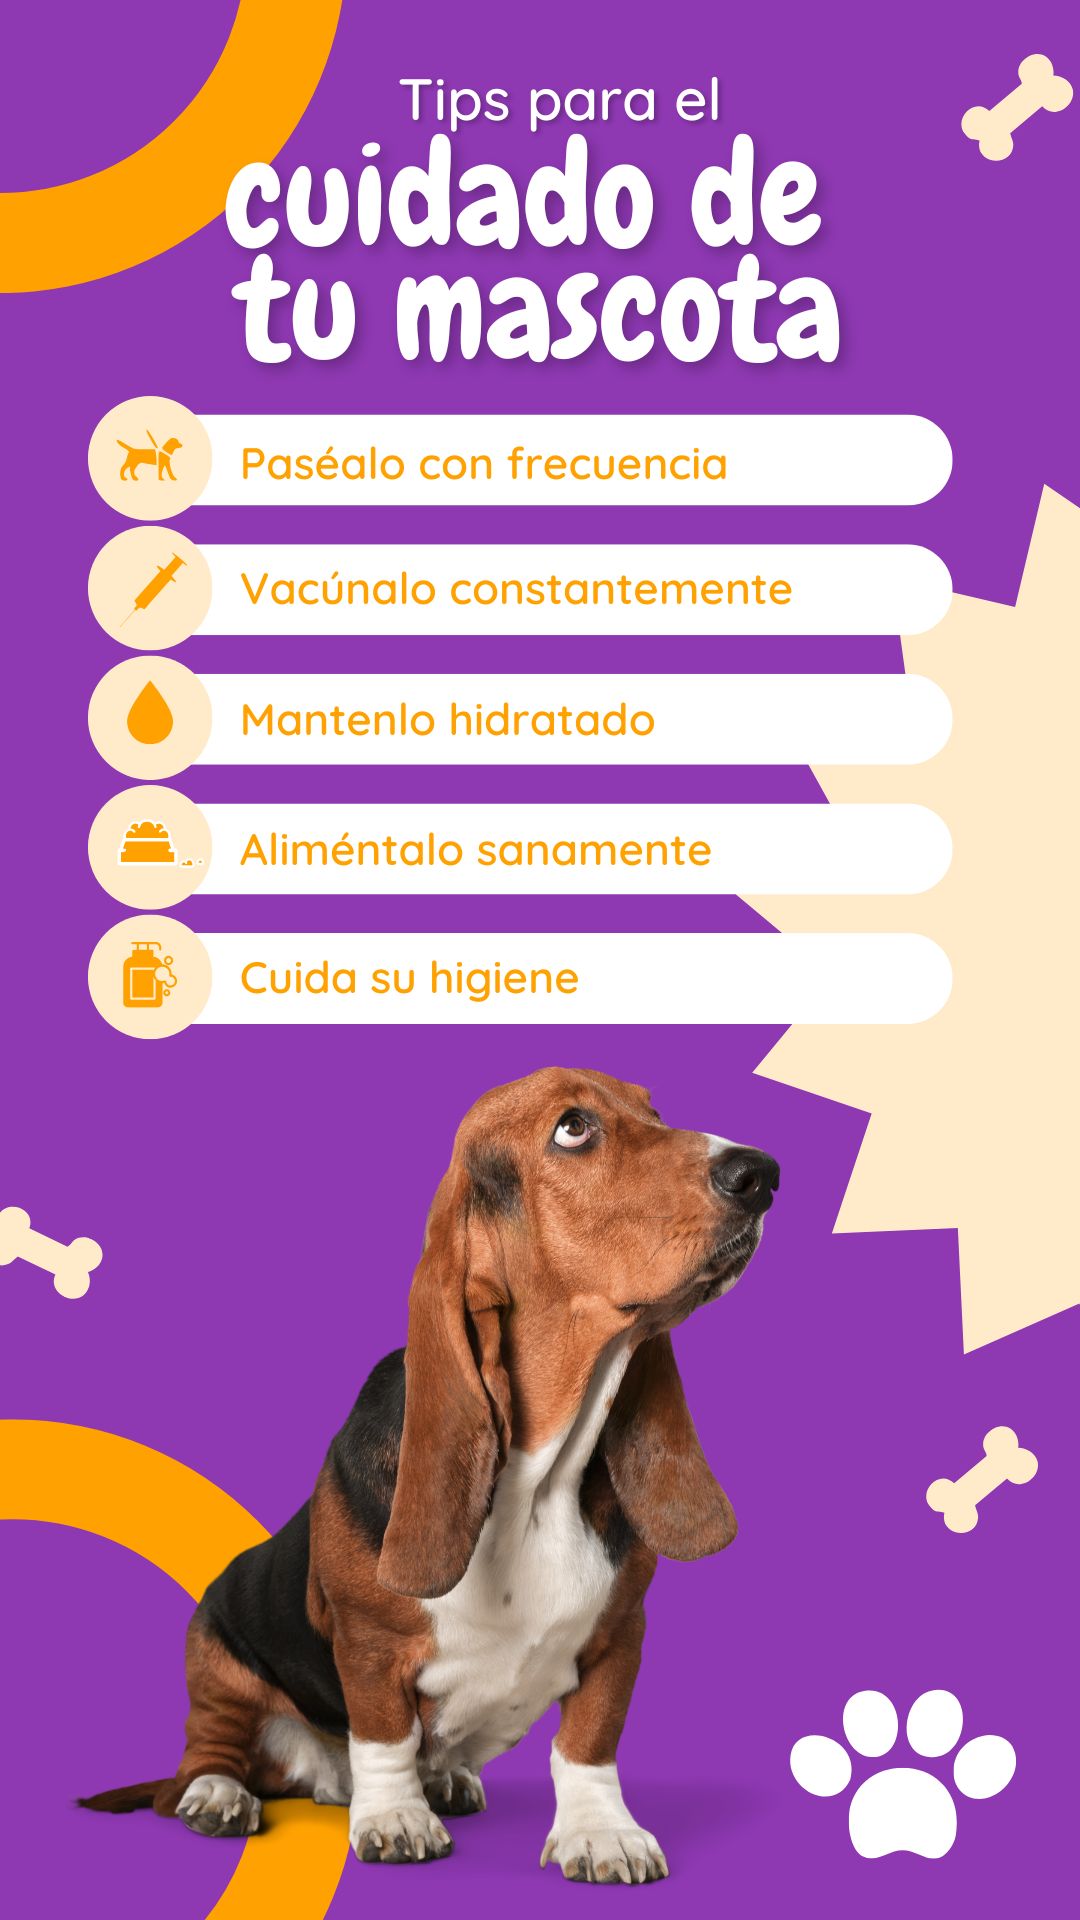 Tips para el
cuidado de
tu mascota
Paséalo con frecuencia
Vacúnalo constantemente
Mantenlo hidratado
Aliméntalo sanamente
Cuida su higiene